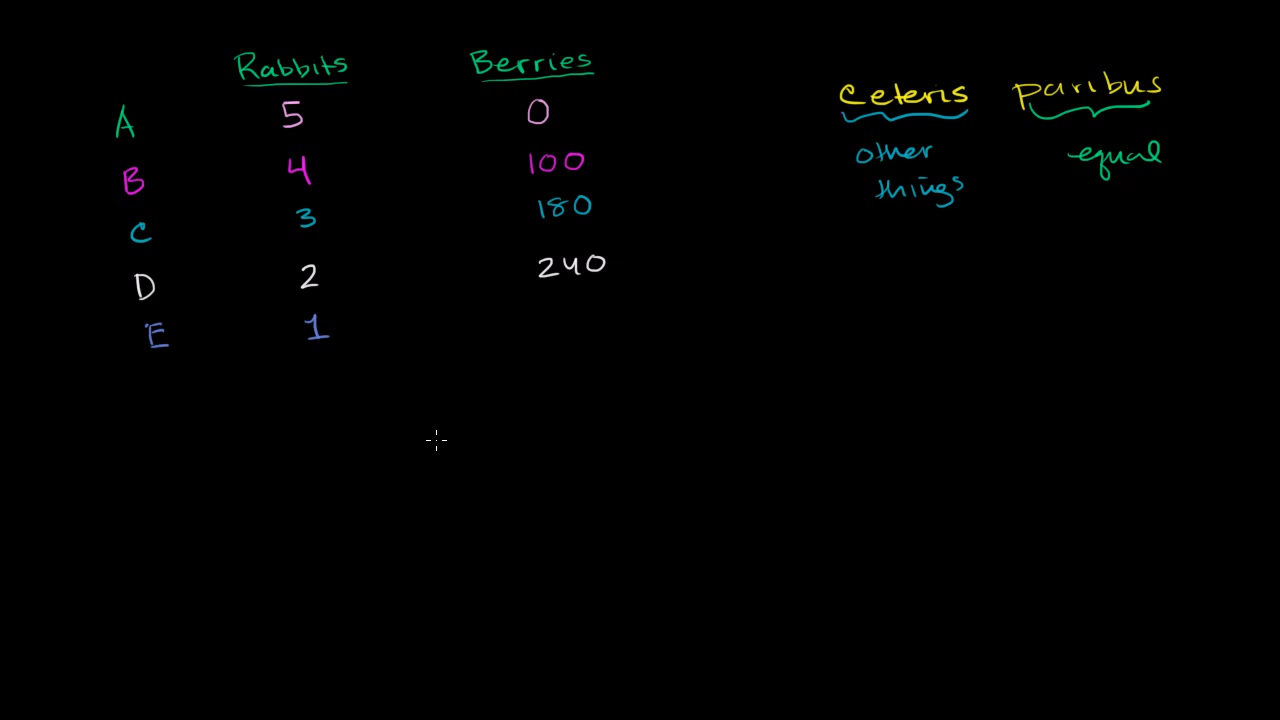 Rabbits Berries
A 5 0
B 4 100
C 3 180
D 2 240
E 1
Ceteris paribus
other equal
things